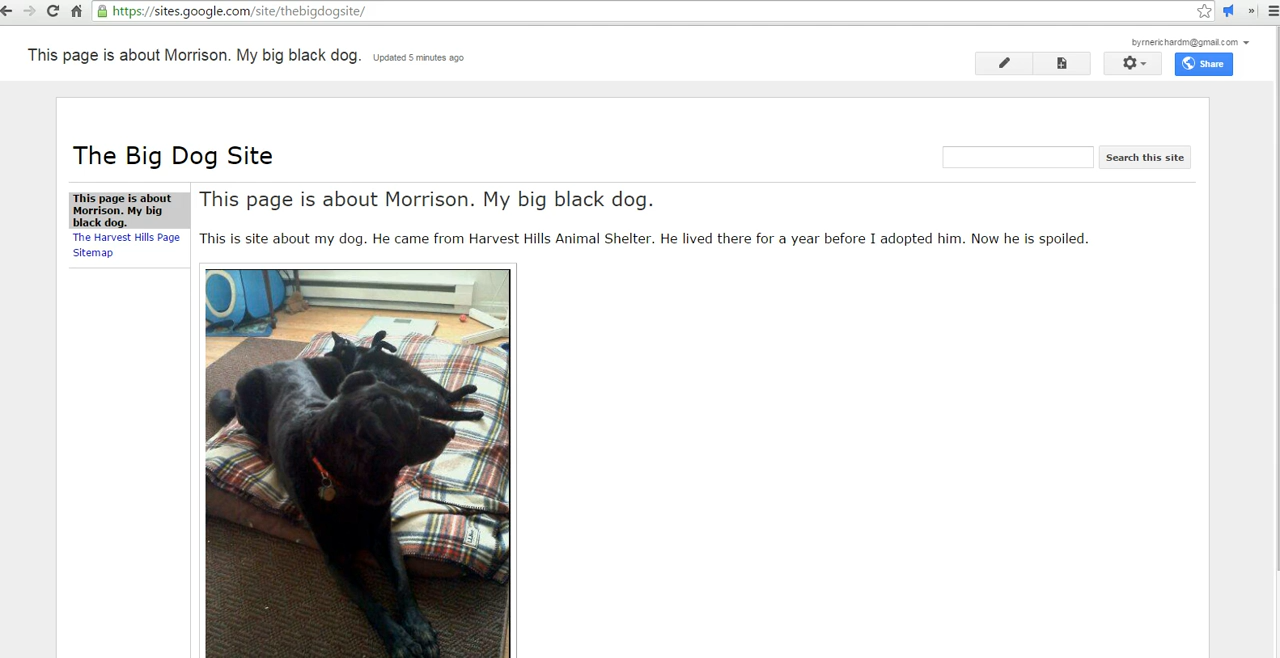 https://sites.google.com/site/thebigdogsite/
»
byrnerichardm@gmail.com
This page is about Morrison. My big black dog. Updated 5 minutes ago
Share
The Big Dog Site
Search this site
This page is about
Morrison. My big
black dog.
The Harvest Hills Page
Sitemap
This page is about Morrison. My big black dog.
This is site about my dog. He came from Harvest Hills Animal Shelter. He lived there for a year before I adopted him. Now he is spoiled.